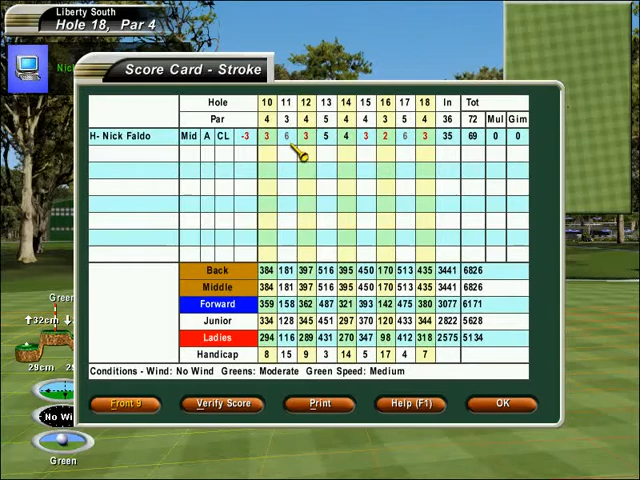 Liberty South
Hole 18, Par 4
Nick
Score Card - Stroke
Hole 10 11 12 13 14 15 16 17 18 In Tot
Par 4 3 4 5 4 4 3 5 4 36 72 Mul Gim
H- Nick Faldo Mid A CL -3 3 6 3 5 4 3 2 6 3 35 69 0 0
Back 384 181 397 516 395 450 170 513 435 3441 6826
Middle 384 181 397 516 395 450 170 513 435 3441 6826
Forward 359 158 362 487 321 393 142 475 380 3077 6171
Junior 334 128 345 451 297 370 120 433 344 2822 5628
Ladies 294 116 289 431 270 347 98 412 318 2575 5134
Handicap 8 15 9 3 14 5 17 4 7
Conditions - Wind: No Wind Greens: Moderate Green Speed: Medium
Front 9 Verify Score Print Help (F1) OK
Green
32cm
29cm 29
No Wi
Green